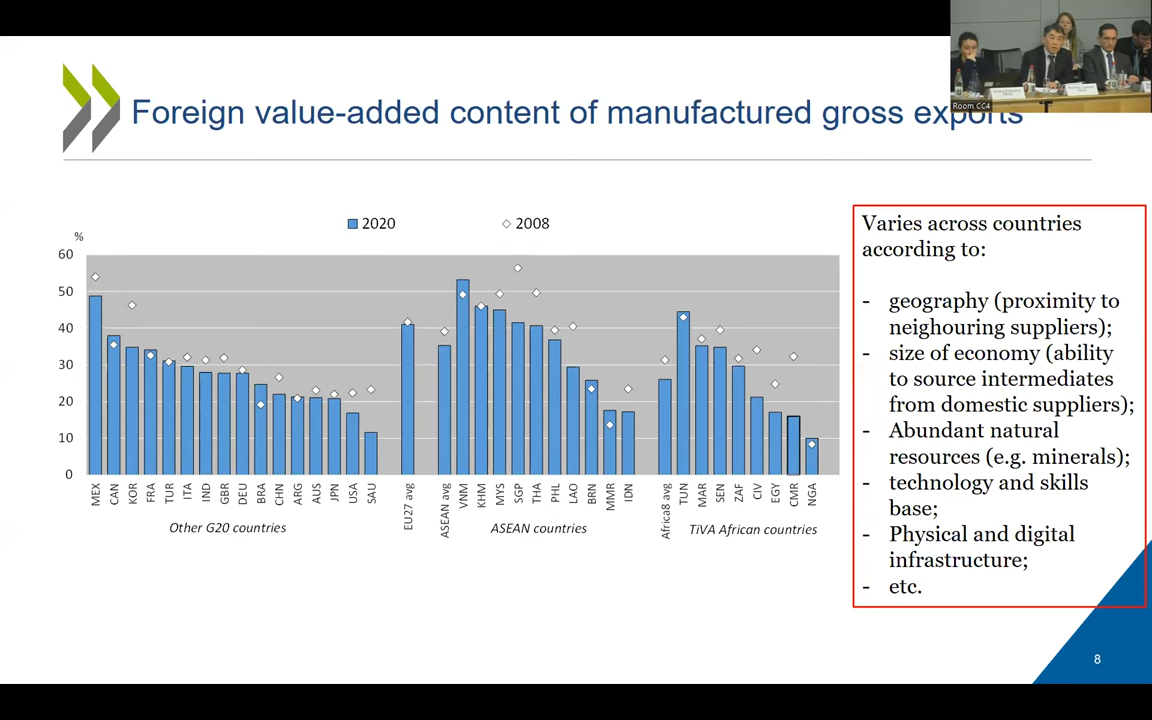 Room CC4
Foreign value-added content of manufactured gross exports
2020
2008
%
60
50
40
30
20
10
0
MEX
CAN
KOR
FRA
TUR
ITA
IND
GBR
DEU
BRA
CHN
ARG
AUS
JPN
USA
SAU
EU27 avg
ASEAN avg
VNM
KHM
MYS
SGP
THA
PHL
LAO
BRN
MMR
IDN
Africa8 avg
TUN
MAR
SEN
ZAF
CIV
EGY
CMR
NGA
Other G20 countries
ASEAN countries
TiVA African countries
Varies across countries
according to:
- geography (proximity to
neighouring suppliers);
- size of economy (ability
to source intermediates
from domestic suppliers);
- Abundant natural
resources (e.g. minerals);
- technology and skills
base;
- Physical and digital
infrastructure;
- etc.
8